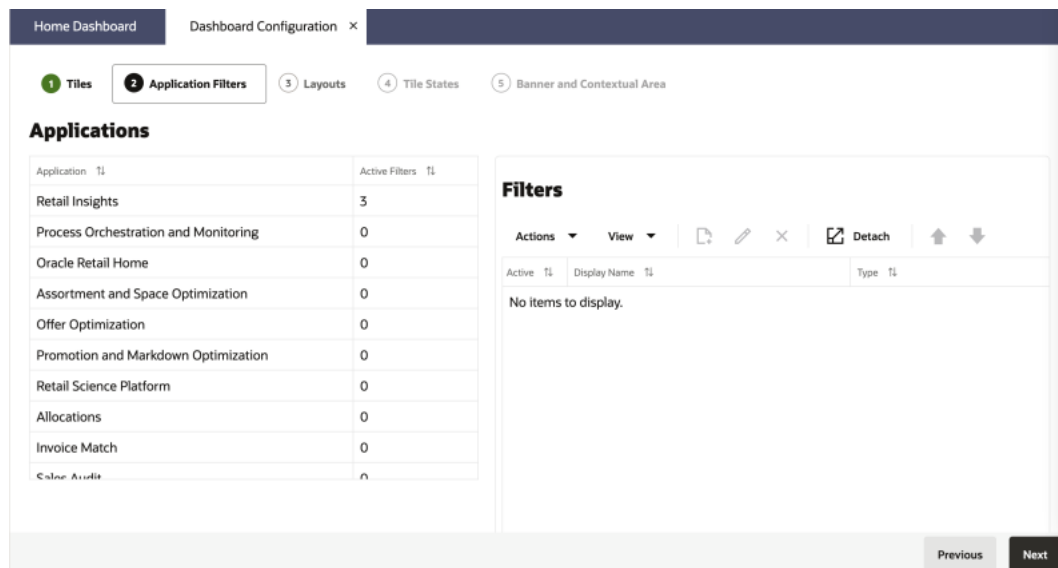 Home Dashboard Dashboard Configuration ×
1 Tiles 2 Application Filters 3 Layouts 4 Tile States 5 Banner and Contextual Area
Applications
Application Active Filters
Retail Insights 3
Process Orchestration and Monitoring 0
Oracle Retail Home 0
Assortment and Space Optimization 0
Offer Optimization 0
Promotion and Markdown Optimization 0
Retail Science Platform 0
Allocations 0
Invoice Match 0
Sales Audit 0
Filters
Actions View Detach
Active Display Name Type
No items to display.
Previous Next